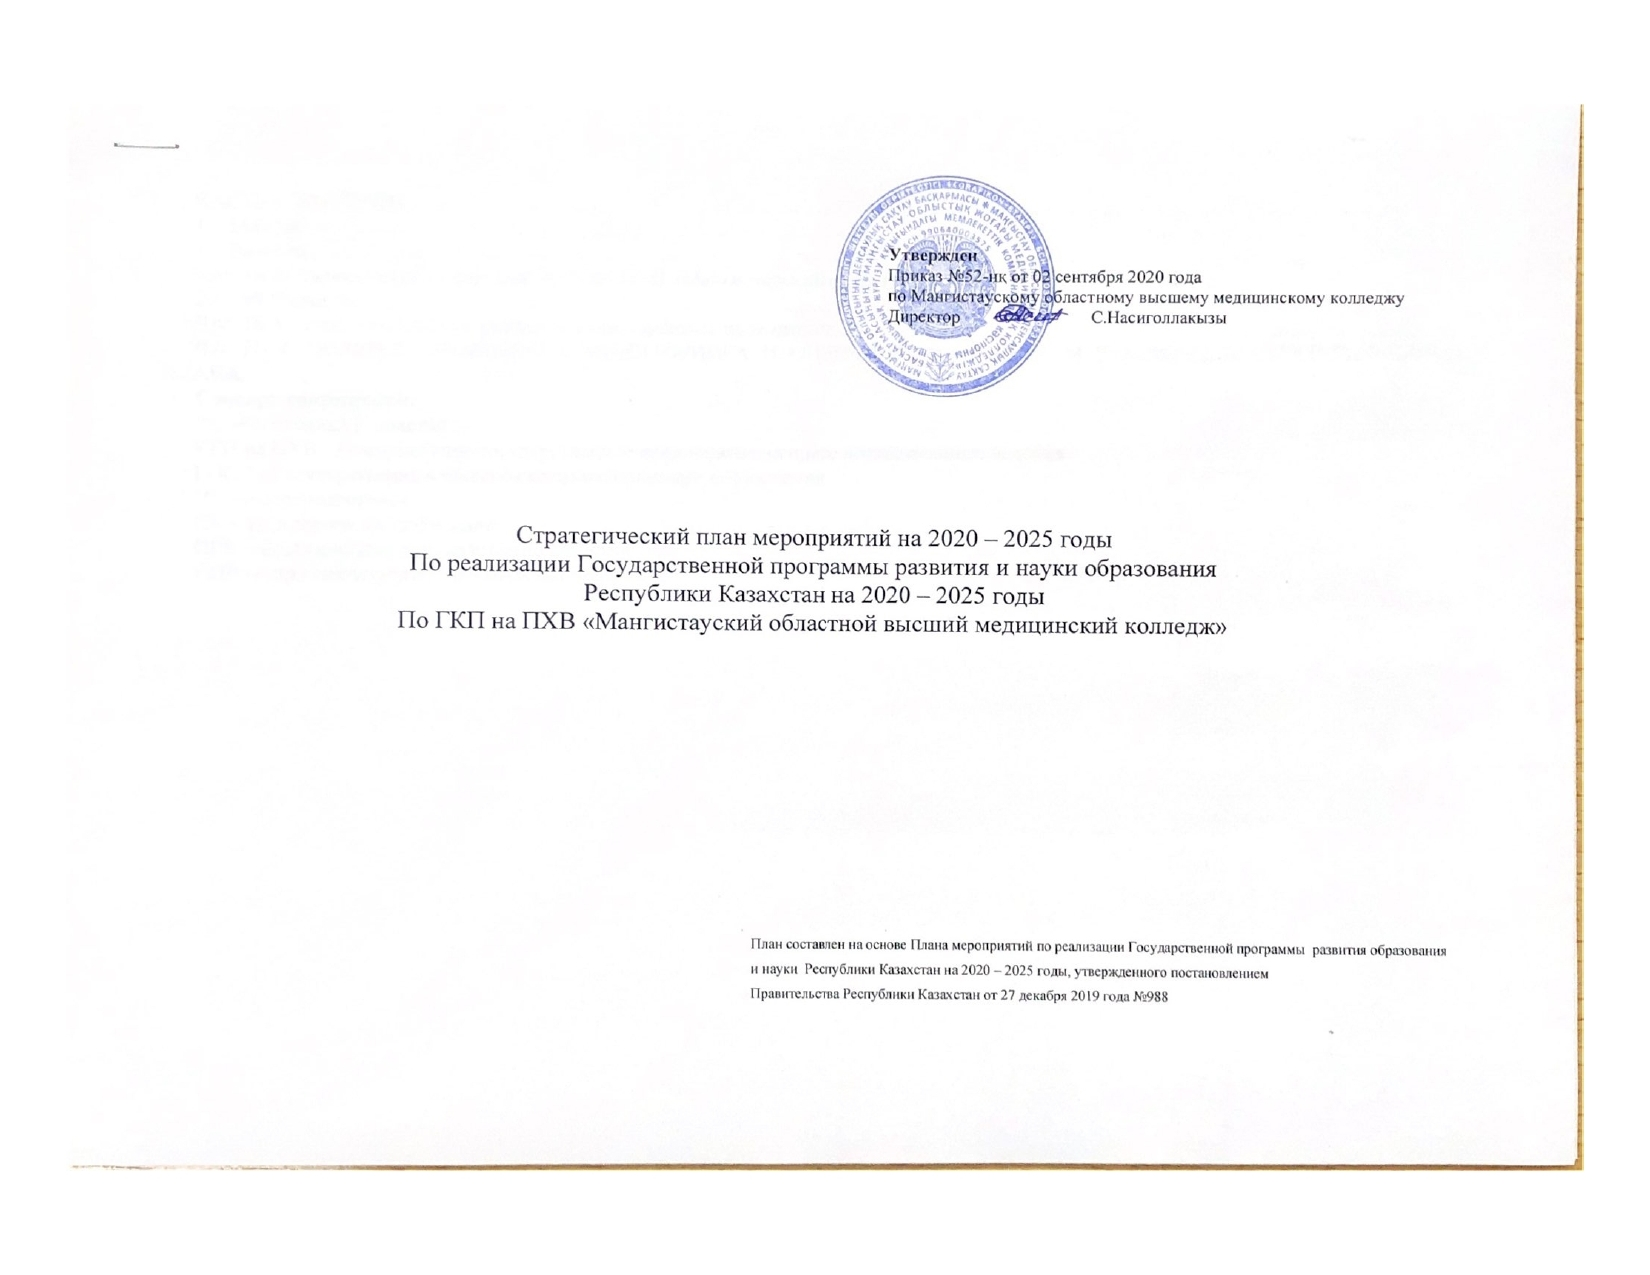 Утвержден
Приказ №52-нқ от 02 сентября 2020 года
по Мангистаускому областному высшему медицинскому колледжу
Директор С.Насиголлакызы
Стратегический план мероприятий на 2020 – 2025 годы
По реализации Государственной программы развития и науки образования
Республики Казахстан на 2020 – 2025 годы
По ГКП на ПХВ «Мангистауский областной высший медицинский колледж»
План составлен на основе Плана мероприятий по реализации Государственной программы развития образования
и науки Республики Казахстан на 2020 – 2025 годы, утвержденного постановлением
Правительства Республики Казахстан от 27 декабря 2019 года №988